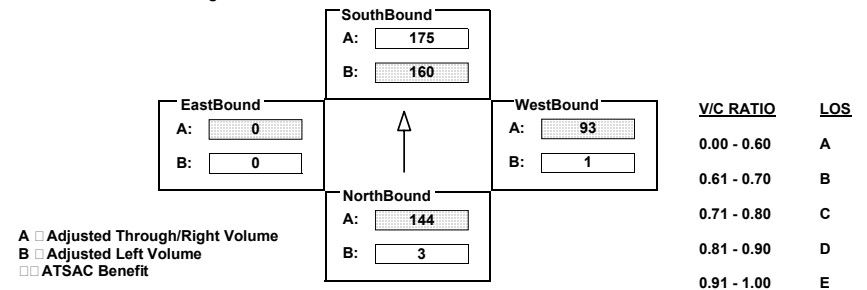 SouthBound
A: 175
B: 160
EastBound
A: 0
B: 0
WestBound
A: 93
B: 1
NorthBound
A: 144
B: 3
A □ Adjusted Through/Right Volume
B □ Adjusted Left Volume
□□ ATSAC Benefit
V/C RATIO LOS
0.00 - 0.60 A
0.61 - 0.70 B
0.71 - 0.80 C
0.81 - 0.90 D
0.91 - 1.00 E